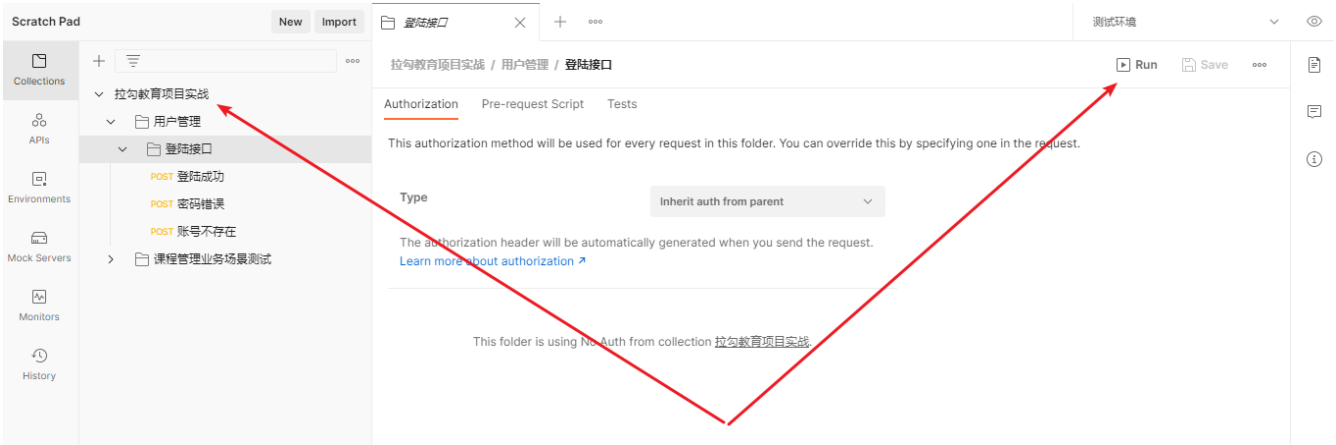 Scratch Pad
New
Import
登陆接口
测试环境
Collections
APIs
Environments
Mock Servers
Monitors
History
拉勾教育项目实战
用户管理
登陆接口
POST 登陆成功
POST 密码错误
POST 账号不存在
课程管理业务场景测试
拉勾教育项目实战 / 用户管理 / 登陆接口
Run
Save
Authorization
Pre-request Script
Tests
This authorization method will be used for every request in this folder. You can override this by specifying one in the request.
Type
Inherit auth from parent
The authorization header will be automatically generated when you send the request.
Learn more about authorization ↗
This folder is using No Auth from collection 拉勾教育项目实战.